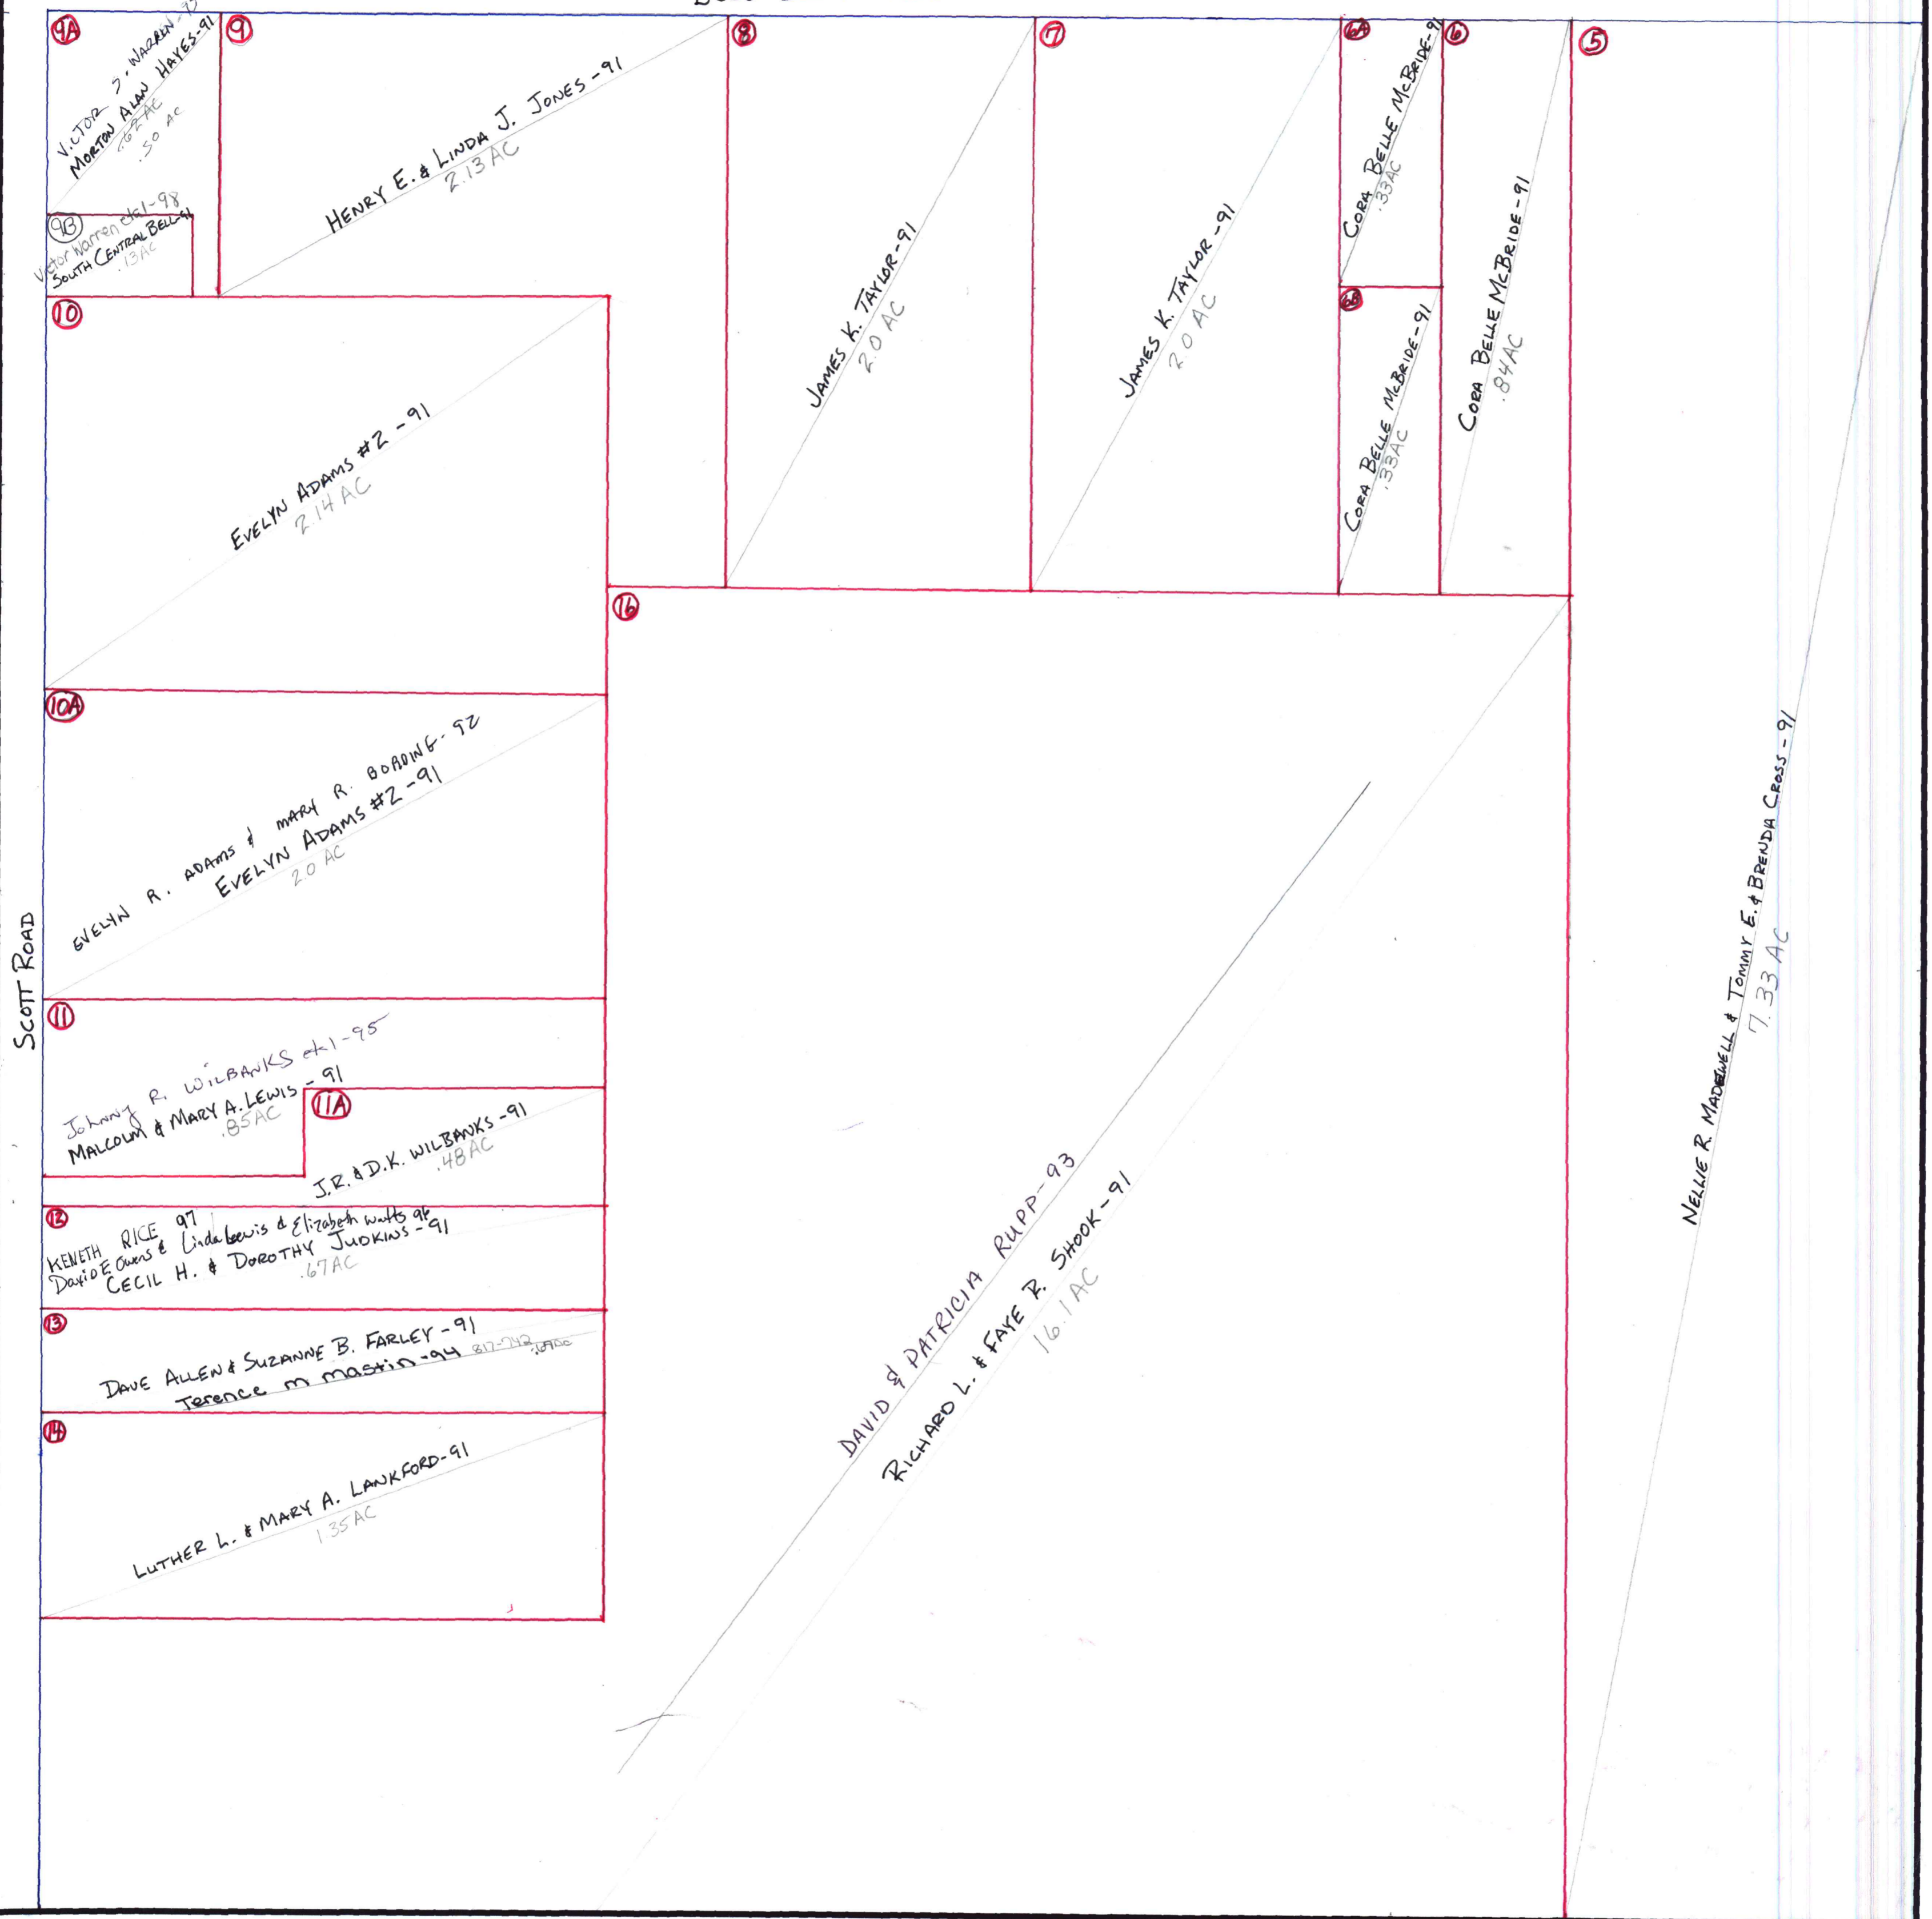 9A
VICTOR S. WARREN-93
MORTON ALAN HAYES-91
.62 AC
.50 AC
9
HENRY E. & LINDA J. JONES-91
2.13 AC
8
JAMES K. TAYLOR-91
2.0 AC
7
JAMES K. TAYLOR-91
2.0 AC
6A
CORA BELLE McBRIDE-91
.33AC
6
CORA BELLE McBRIDE-91
.84AC
5
NELLIE R. MADEWELL & TOMMY E. & BRENDA CROSS-91
7.33 AC
9B
Victor Warren etal-98
SOUTH CENTRAL BELL-91
.13AC
6B
CORA BELLE McBRIDE-91
.33AC
10
EVELYN ADAMS #2-91
2.14 AC
16
DAVID & PATRICIA RUPP-93
RICHARD L. & FAYE R. SHOOK-91
16.1 AC
10A
EVELYN R. ADAMS & MARY R. BOADING-92
EVELYN ADAMS #2-91
2.0 AC
SCOTT ROAD
11
Johnny R. WILBANKS etal-95
MALCOLM & MARY A. LEWIS-91
.85AC
11A
J.R. & D.K. WILBANKS-91
.48AC
12
KENETH RICE 97
David E Owens & Linda Lewis & Elizabeth Watts 96
CECIL H. & DOROTHY JUDKINS-91
.67AC
13
DAVE ALLEN & SUZANNE B. FARLEY-91
Terence m mastin-94 817-742
14
LUTHER L. & MARY A. LANKFORD-91
1.35AC